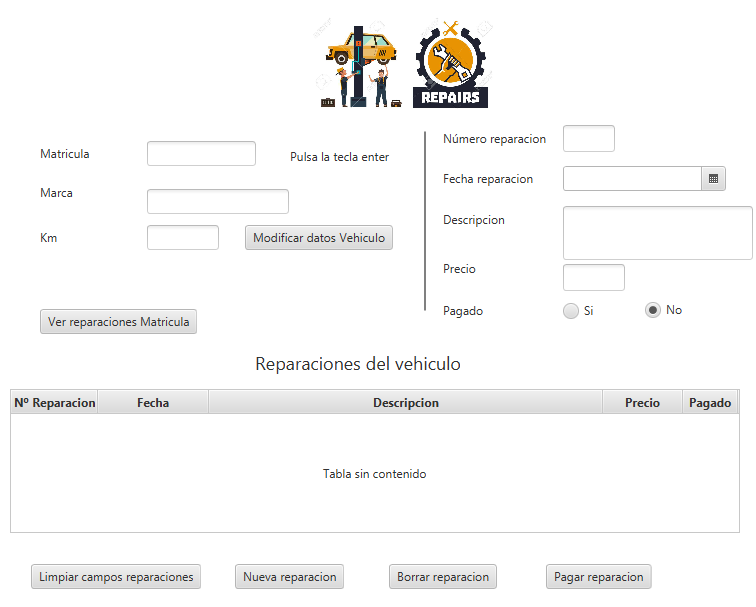 REPAIRS
Matricula
Pulsa la tecla enter
Marca
Km
Modificar datos Vehiculo
Ver reparaciones Matricula
Número reparacion
Fecha reparacion
Descripcion
Precio
Pagado
Si
No
Reparaciones del vehiculo
Nº Reparacion Fecha Descripcion Precio Pagado
Tabla sin contenido
Limpiar campos reparaciones
Nueva reparacion
Borrar reparacion
Pagar reparacion